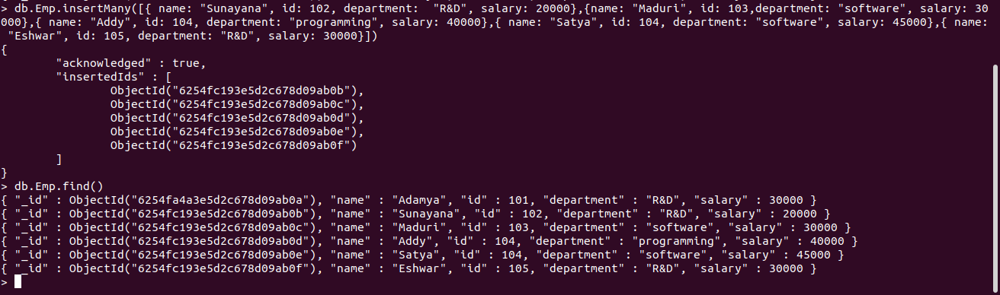 > db.Emp.insertMany([{ name: "Sunayana", id: 102, department:  "R&D", salary: 20000},{name: "Maduri", id: 103,department: "software", salary: 30
000},{ name: "Addy", id: 104, department: "programming", salary: 40000},{ name: "Satya", id: 104, department: "software", salary: 45000},{ name:
 "Eshwar", id: 105, department: "R&D", salary: 30000}])
{
        "acknowledged" : true,
        "insertedIds" : [
                ObjectId("6254fc193e5d2c678d09ab0b"),
                ObjectId("6254fc193e5d2c678d09ab0c"),
                ObjectId("6254fc193e5d2c678d09ab0d"),
                ObjectId("6254fc193e5d2c678d09ab0e"),
                ObjectId("6254fc193e5d2c678d09ab0f")
        ]
}
> db.Emp.find()
{ "_id" : ObjectId("6254fa4a3e5d2c678d09ab0a"), "name" : "Adamya", "id" : 101, "department" : "R&D", "salary" : 30000 }
{ "_id" : ObjectId("6254fc193e5d2c678d09ab0b"), "name" : "Sunayana", "id" : 102, "department" : "R&D", "salary" : 20000 }
{ "_id" : ObjectId("6254fc193e5d2c678d09ab0c"), "name" : "Maduri", "id" : 103, "department" : "software", "salary" : 30000 }
{ "_id" : ObjectId("6254fc193e5d2c678d09ab0d"), "name" : "Addy", "id" : 104, "department" : "programming", "salary" : 40000 }
{ "_id" : ObjectId("6254fc193e5d2c678d09ab0e"), "name" : "Satya", "id" : 104, "department" : "software", "salary" : 45000 }
{ "_id" : ObjectId("6254fc193e5d2c678d09ab0f"), "name" : "Eshwar", "id" : 105, "department" : "R&D", "salary" : 30000 }
>